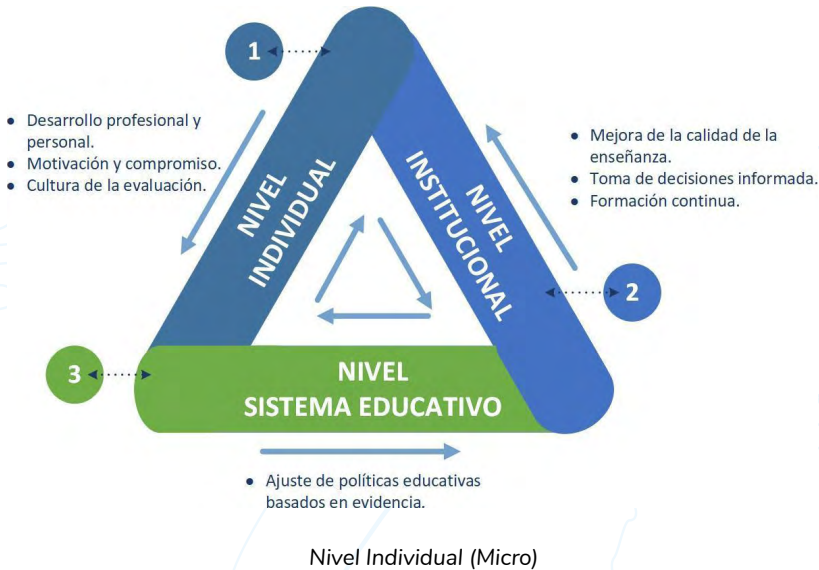 1
● Desarrollo profesional y
personal.
● Motivación y compromiso.
● Cultura de la evaluación.
NIVEL
INDIVIDUAL
NIVEL
INSTITUCIONAL
● Mejora de la calidad de la
enseñanza.
● Toma de decisiones informada.
● Formación continua.
2
3
NIVEL
SISTEMA EDUCATIVO
● Ajuste de políticas educativas
basados en evidencia.
Nivel Individual (Micro)